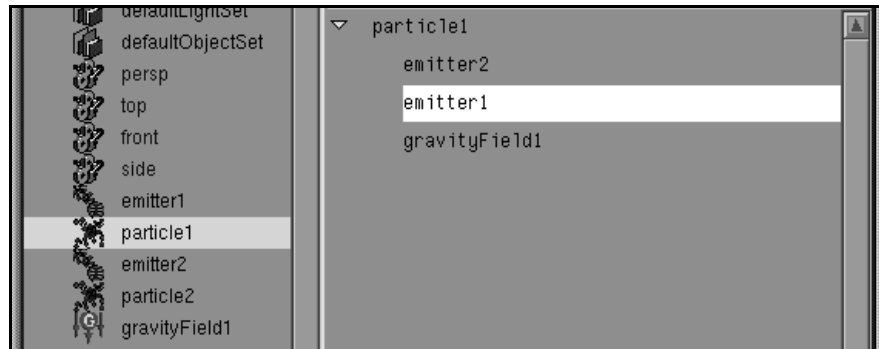 defaultLightSet
defaultObjectSet
persp
top
front
side
emitter1
particle1
emitter2
particle2
gravityField1
particle1
emitter2
emitter1
gravityField1